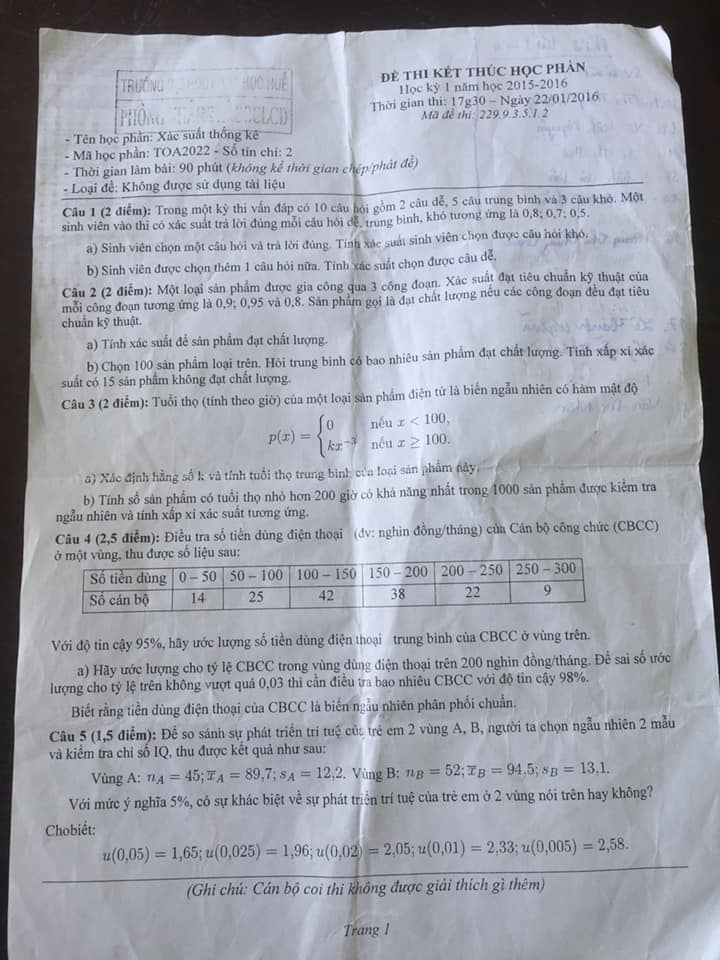 TRƯỜNG HỌC HUẾ
PHÒNG
ĐỀ THI KẾT THÚC HỌC PHẦN
Học kỳ 1 năm học 2015-2016
Thời gian thi: 17g30 – Ngày 22/01/2016
Mã đề thi: 229.9.3.5.1.2
- Tên học phần: Xác suất thống kê
- Mã học phần: TOA2022 - Số tín chỉ: 2
- Thời gian làm bài: 90 phút (không kể thời gian chép/phát đề)
- Loại đề: Không được sử dụng tài liệu
Câu 1 (2 điểm): Trong một kỳ thi vấn đáp có 10 câu hỏi gồm 2 câu dễ, 5 câu trung bình và 3 câu khó. Một
sinh viên vào thi có xác suất trả lời đúng mỗi câu hỏi dễ, trung bình, khó tương ứng là 0,8; 0,7; 0,5.
a) Sinh viên chọn một câu hỏi và trả lời đúng. Tính xác suất sinh viên chọn được câu hỏi khó.
b) Sinh viên được chọn thêm 1 câu hỏi nữa. Tính xác suất chọn được câu dễ.
Câu 2 (2 điểm): Một loại sản phẩm được gia công qua 3 công đoạn. Xác suất đạt tiêu chuẩn kỹ thuật của
mỗi công đoạn tương ứng là 0,9; 0,95 và 0,8. Sản phẩm gọi là đạt chất lượng nếu các công đoạn đều đạt tiêu
chuẩn kỹ thuật.
a) Tính xác suất để sản phẩm đạt chất lượng.
b) Chọn 100 sản phẩm loại trên. Hỏi trung bình có bao nhiêu sản phẩm đạt chất lượng. Tính xấp xỉ xác
suất có 15 sản phẩm không đạt chất lượng.
Câu 3 (2 điểm): Tuổi thọ (tính theo giờ) của một loại sản phẩm điện tử là biến ngẫu nhiên có hàm mật độ
p(x) = { 0 nếu x < 100,
kx⁻³ nếu x ≥ 100.
a) Xác định hằng số k và tính tuổi thọ trung bình của loại sản phẩm này.
b) Tính số sản phẩm có tuổi thọ nhỏ hơn 200 giờ có khả năng nhất trong 1000 sản phẩm được kiểm tra
ngẫu nhiên và tính xấp xỉ xác suất tương ứng.
Câu 4 (2,5 điểm): Điều tra số tiền dùng điện thoại (đv: nghìn đồng/tháng) của Cán bộ công chức (CBCC)
ở một vùng, thu được số liệu sau:
Số tiền dùng 0 – 50 50 – 100 100 – 150 150 – 200 200 – 250 250 – 300
Số cán bộ 14 25 42 38 22 9
Với độ tin cậy 95%, hãy ước lượng số tiền dùng điện thoại trung bình của CBCC ở vùng trên.
a) Hãy ước lượng cho tỷ lệ CBCC trong vùng dùng điện thoại trên 200 nghìn đồng/tháng. Để sai số ước
lượng cho tỷ lệ trên không vượt quá 0,03 thì cần điều tra bao nhiêu CBCC với độ tin cậy 98%.
Biết rằng tiền dùng điện thoại của CBCC là biến ngẫu nhiên phân phối chuẩn.
Câu 5 (1,5 điểm): Để so sánh sự phát triển trí tuệ của trẻ em 2 vùng A, B, người ta chọn ngẫu nhiên 2 mẫu
và kiểm tra chỉ số IQ, thu được kết quả như sau:
Vùng A: n_A = 45; x̄_A = 89,7; s_A = 12,2. Vùng B: n_B = 52; x̄_B = 94,5; s_B = 13,1.
Với mức ý nghĩa 5%, có sự khác biệt về sự phát triển trí tuệ của trẻ em ở 2 vùng nói trên hay không?
Chobiết:
u(0,05) = 1,65; u(0,025) = 1,96; u(0,02) = 2,05; u(0,01) = 2,33; u(0,005) = 2,58.
(Ghi chú: Cán bộ coi thi không được giải thích gì thêm)
Trang 1